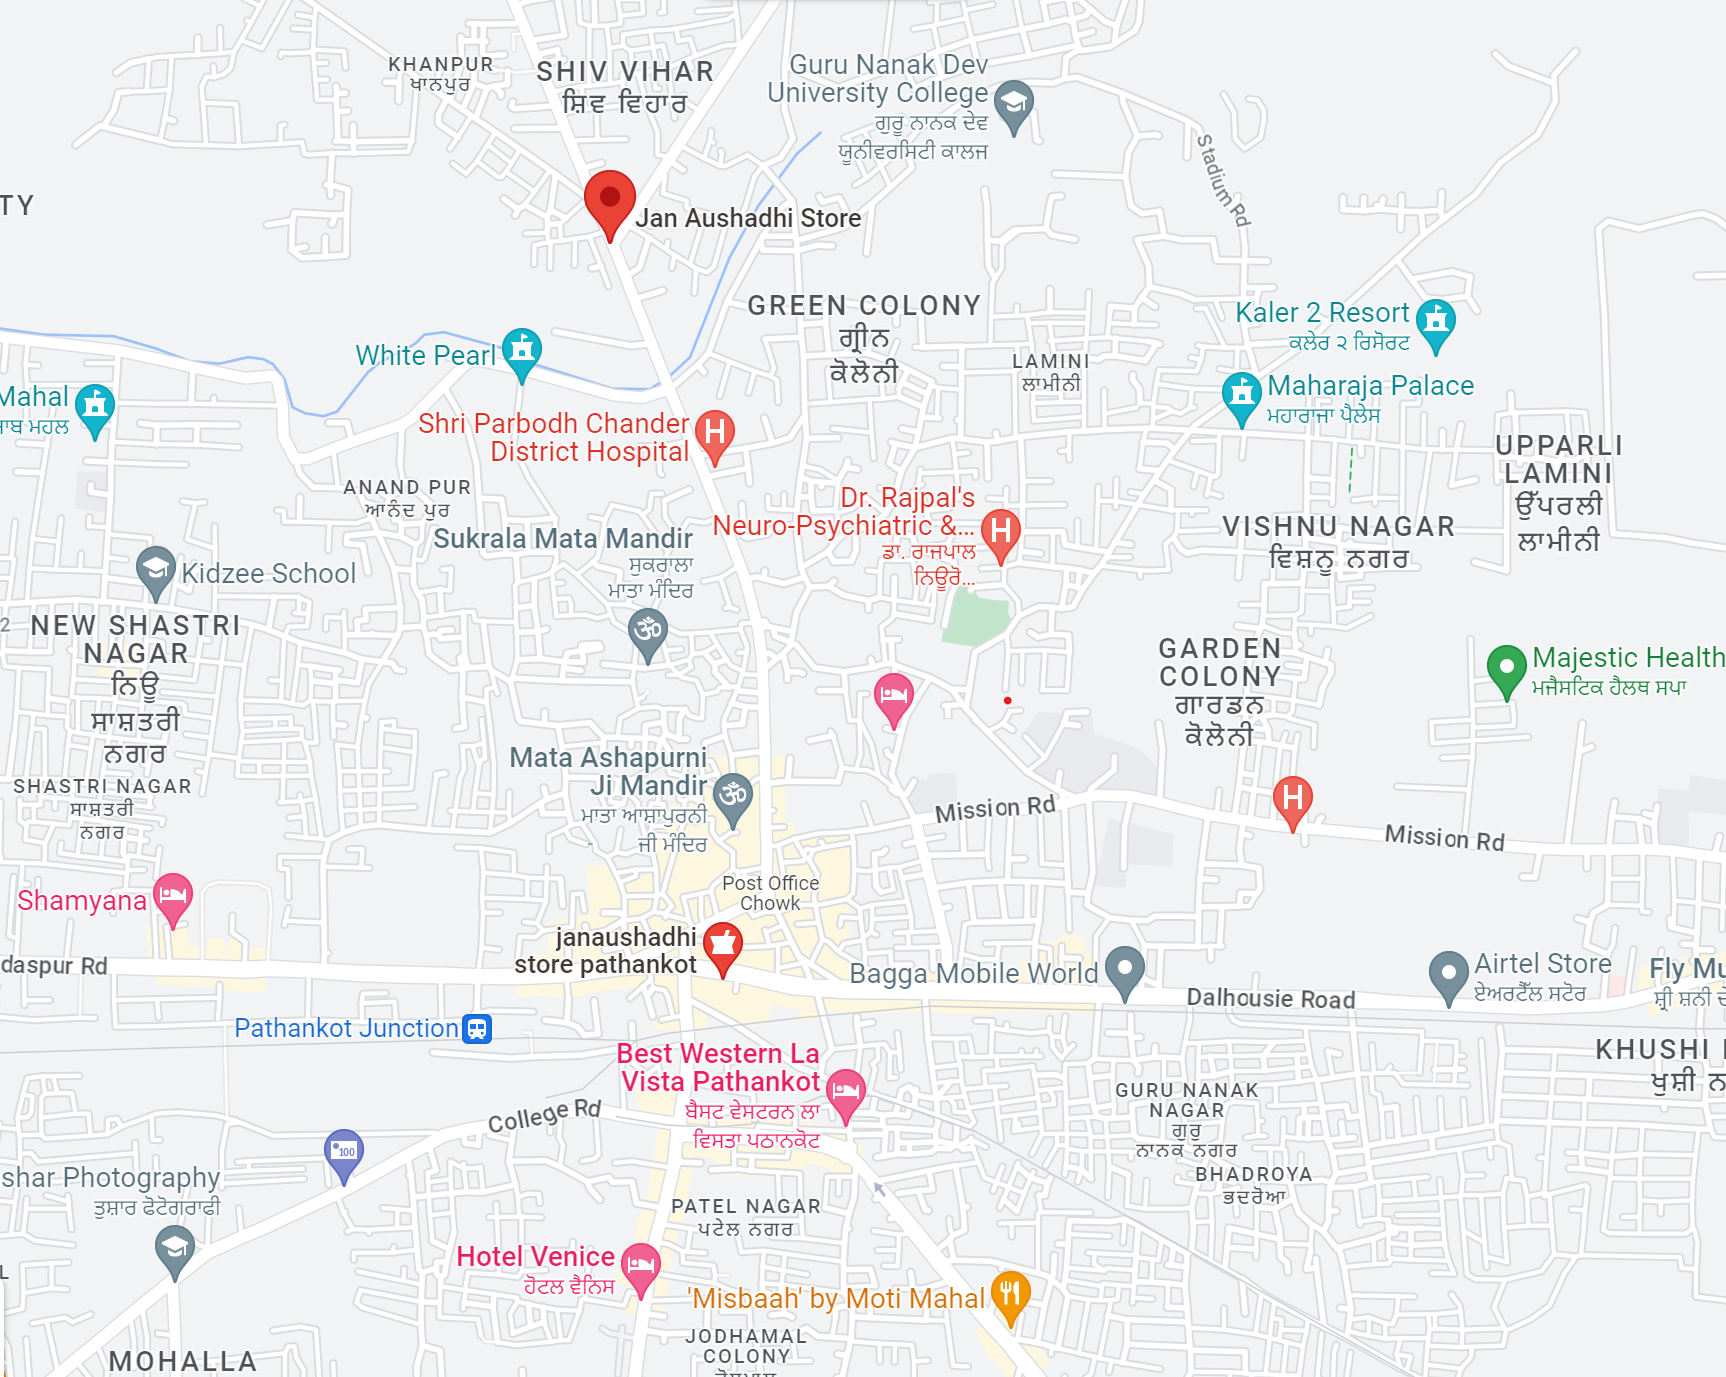 KHANPUR
ਖਾਨਪੁਰ
SHIV VIHAR
ਸ਼ਿਵ ਵਿਹਾਰ
Guru Nanak Dev
University College
ਗੁਰੂ ਨਾਨਕ ਦੇਵ
ਯੂਨੀਵਰਸਿਟੀ ਕਾਲਜ
Stadium Rd
TY
Jan Aushadhi Store
GREEN COLONY
ਗ੍ਰੀਨ
ਕੋਲੋਨੀ
Kaler 2 Resort
ਕਲੇਰ ੨ ਰਿਸੋਰਟ
White Pearl
LAMINI
ਲਾਮੀਨੀ
Mahal
ਜਾਬ ਮਹਲ
Maharaja Palace
ਮਹਾਰਾਜਾ ਪੈਲੇਸ
Shri Parbodh Chander
District Hospital
UPPARLI
LAMINI
ਉੱਪਰਲੀ
ਲਾਮੀਨੀ
ANAND PUR
ਆਨੰਦ ਪੁਰ
Dr. Rajpal's
Neuro-Psychiatric &...
ਡਾ. ਰਾਜਪਾਲ
ਨਿਊਰੋ...
Sukrala Mata Mandir
ਸੁਕਰਾਲਾ
ਮਾਤਾ ਮੰਦਿਰ
VISHNU NAGAR
ਵਿਸ਼ਨੂ ਨਗਰ
Kidzee School
2
NEW SHASTRI
NAGAR
ਨਿਊ
ਸਾਸ਼ਤਰੀ
ਨਗਰ
GARDEN
COLONY
ਗਾਰਡਨ
ਕੋਲੋਨੀ
Majestic Health
ਮਜੈਸਟਿਕ ਹੈਲਥ ਸਪਾ
Mata Ashapurni
Ji Mandir
ਮਾਤਾ ਆਸ਼ਾਪੁਰਨੀ
ਜੀ ਮੰਦਿਰ
SHASTRI NAGAR
ਸਾਸ਼ਤਰੀ
ਨਗਰ
Mission Rd
Mission Rd
Post Office
Chowk
Shamyana
janaushadhi
store pathankot
daspur Rd
Bagga Mobile World
Airtel Store
ਏਅਰਟੈੱਲ ਸਟੋਰ
Fly Mu
ਸ਼੍ਰੀ ਸ਼ਨੀ ਦੇ
Dalhousie Road
Pathankot Junction
Best Western La
Vista Pathankot
ਬੈਸਟ ਵੇਸਟਰਨ ਲਾ
ਵਿਸਤਾ ਪਠਾਨਕੋਟ
KHUSHI
ਖੁਸ਼ੀ ਨ
College Rd
GURU NANAK
NAGAR
ਗੁਰੁ
ਨਾਨਕ ਨਗਰ
100
shar Photography
ਤੁਸ਼ਾਰ ਫੋਟੋਗਰਾਫੀ
BHADROYA
ਭਦਰੋਆ
PATEL NAGAR
ਪਟੇਲ ਨਗਰ
L
Hotel Venice
ਹੋਟਲ ਵੈਨਿਸ
'Misbaah' by Moti Mahal
JODHAMAL
COLONY
MOHALLA